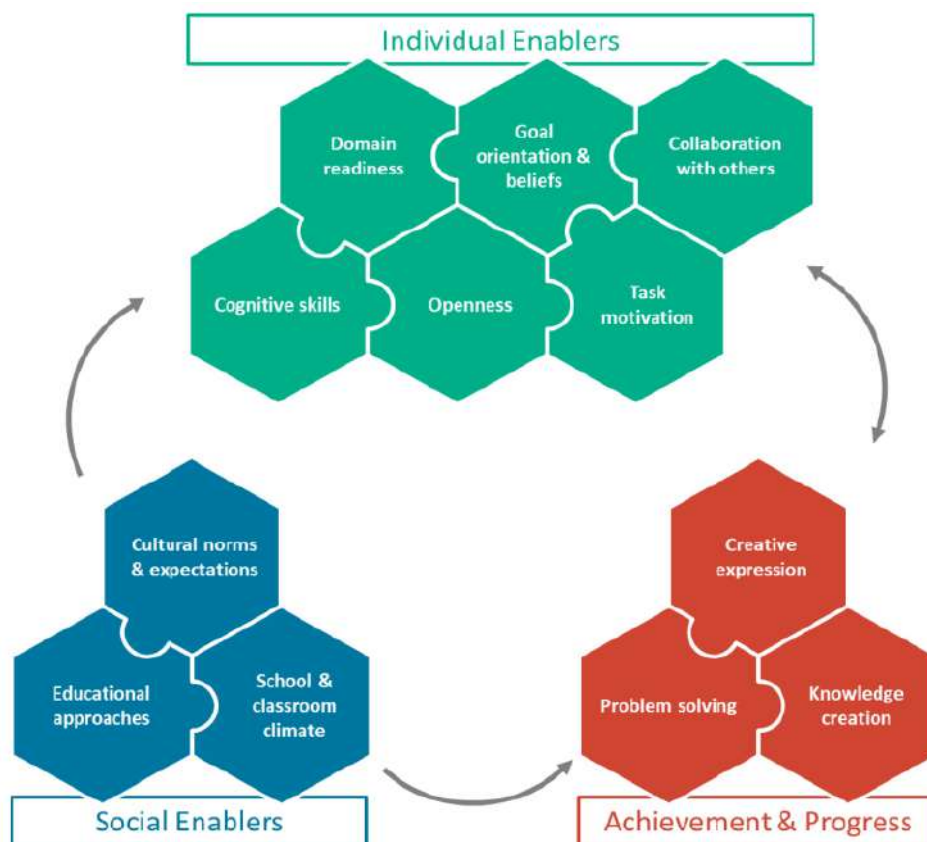 Individual Enablers
Domain
readiness
Goal
orientation &
beliefs
Collaboration
with others
Cognitive skills
Openness
Task
motivation
Cultural norms
& expectations
Educational
approaches
School &
classroom
climate
Social Enablers
Creative
expression
Problem solving
Knowledge
creation
Achievement & Progress